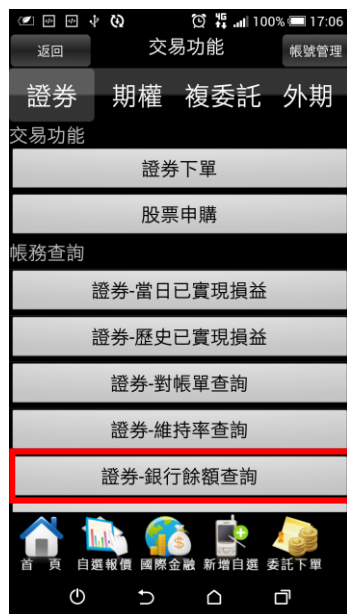 4G 100% 17:06
返回 交易功能 帳號管理
證券 期權 複委託 外期
交易功能
證券下單
股票申購
帳務查詢
證券-當日已實現損益
證券-歷史已實現損益
證券-對帳單查詢
證券-維持率查詢
證券-銀行餘額查詢
首 頁 自選報價 國際金融 新增自選 委託下單